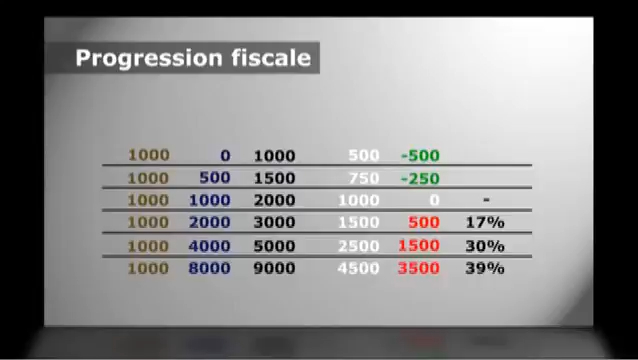 Progression fiscale
1000 0 1000 500 -500
1000 500 1500 750 -250
1000 1000 2000 1000 0 -
1000 2000 3000 1500 500 17%
1000 4000 5000 2500 1500 30%
1000 8000 9000 4500 3500 39%